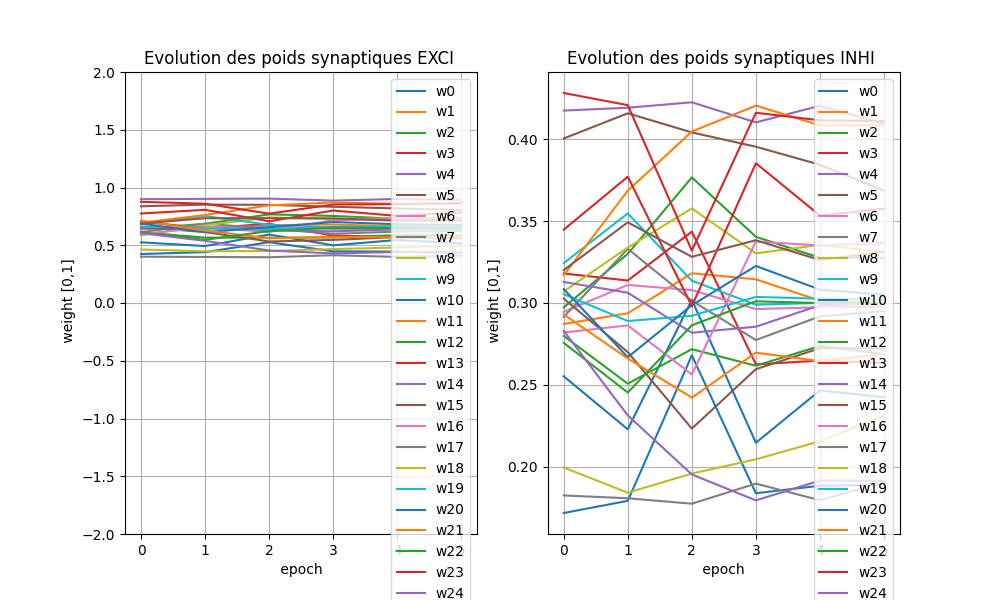 Evolution des poids synaptiques EXCI
weight [0,1]
2.0
1.5
1.0
0.5
0.0
−0.5
−1.0
−1.5
−2.0
0
1
2
3
4
5
epoch
w0
w1
w2
w3
w4
w5
w6
w7
w8
w9
w10
w11
w12
w13
w14
w15
w16
w17
w18
w19
w20
w21
w22
w23
w24
Evolution des poids synaptiques INHI
weight [0,1]
0.40
0.35
0.30
0.25
0.20
0
1
2
3
4
5
epoch
w0
w1
w2
w3
w4
w5
w6
w7
w8
w9
w10
w11
w12
w13
w14
w15
w16
w17
w18
w19
w20
w21
w22
w23
w24